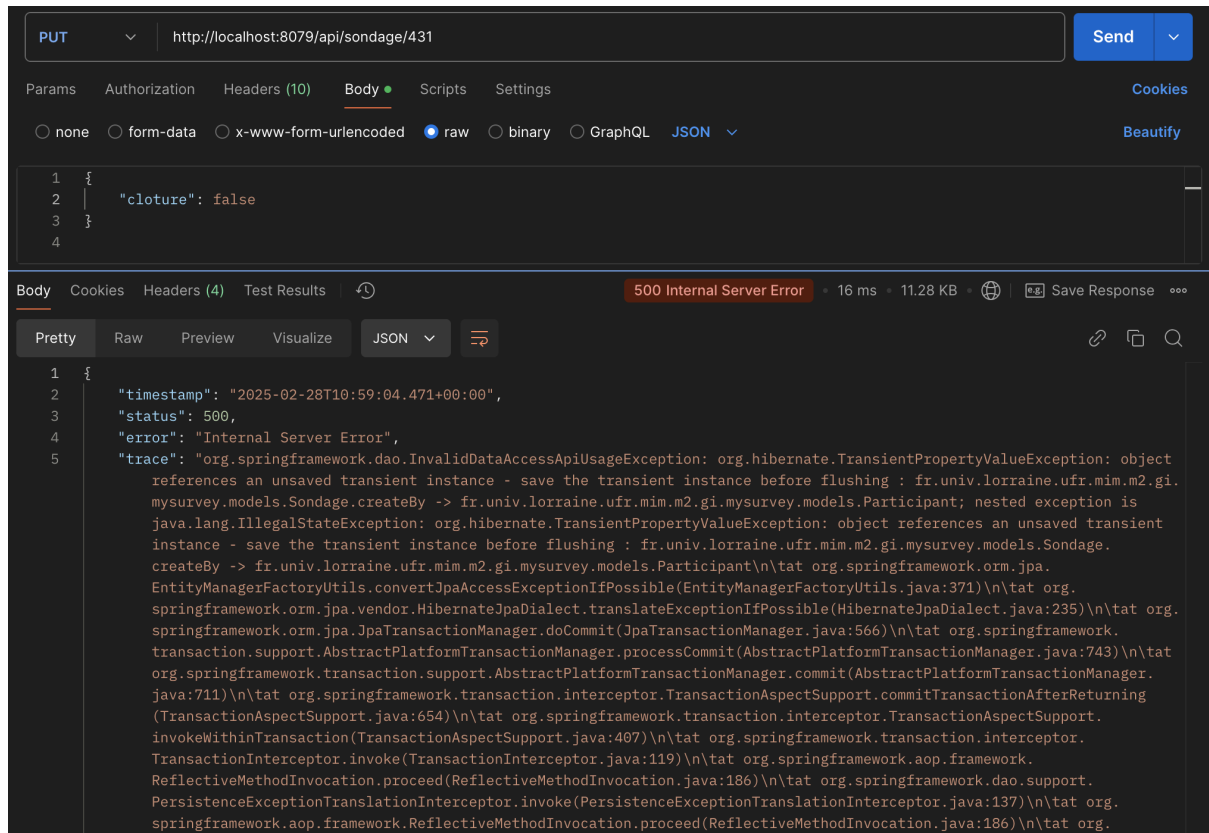 PUT http://localhost:8079/api/sondage/431 Send
Params Authorization Headers (10) Body Scripts Settings Cookies
none form-data x-www-form-urlencoded raw binary GraphQL JSON Beautify
1 {
2 "cloture": false
3 }
4
Body Cookies Headers (4) Test Results 500 Internal Server Error 16 ms 11.28 KB e.g. Save Response
Pretty Raw Preview Visualize JSON
1 {
2 "timestamp": "2025-02-28T10:59:04.471+00:00",
3 "status": 500,
4 "error": "Internal Server Error",
5 "trace": "org.springframework.dao.InvalidDataAccessApiUsageException: org.hibernate.TransientPropertyValueException: object
references an unsaved transient instance - save the transient instance before flushing : fr.univ.lorraine.ufr.mim.m2.gi.
mysurvey.models.Sondage.createBy -> fr.univ.lorraine.ufr.mim.m2.gi.mysurvey.models.Participant; nested exception is
java.lang.IllegalStateException: org.hibernate.TransientPropertyValueException: object references an unsaved transient
instance - save the transient instance before flushing : fr.univ.lorraine.ufr.mim.m2.gi.mysurvey.models.Sondage.
createBy -> fr.univ.lorraine.ufr.mim.m2.gi.mysurvey.models.Participant\n\tat org.springframework.orm.jpa.
EntityManagerFactoryUtils.convertJpaAccessExceptionIfPossible(EntityManagerFactoryUtils.java:371)\n\tat org.
springframework.orm.jpa.vendor.HibernateJpaDialect.translateExceptionIfPossible(HibernateJpaDialect.java:235)\n\tat org.
springframework.orm.jpa.JpaTransactionManager.doCommit(JpaTransactionManager.java:566)\n\tat org.springframework.
transaction.support.AbstractPlatformTransactionManager.processCommit(AbstractPlatformTransactionManager.java:743)\n\tat
org.springframework.transaction.support.AbstractPlatformTransactionManager.commit(AbstractPlatformTransactionManager.
java:711)\n\tat org.springframework.transaction.interceptor.TransactionAspectSupport.commitTransactionAfterReturning
(TransactionAspectSupport.java:654)\n\tat org.springframework.transaction.interceptor.TransactionAspectSupport.
invokeWithinTransaction(TransactionAspectSupport.java:407)\n\tat org.springframework.transaction.interceptor.
TransactionInterceptor.invoke(TransactionInterceptor.java:119)\n\tat org.springframework.aop.framework.
ReflectiveMethodInvocation.proceed(ReflectiveMethodInvocation.java:186)\n\tat org.springframework.dao.support.
PersistenceExceptionTranslationInterceptor.invoke(PersistenceExceptionTranslationInterceptor.java:137)\n\tat org.
springframework.aop.framework.ReflectiveMethodInvocation.proceed(ReflectiveMethodInvocation.java:186)\n\tat org.